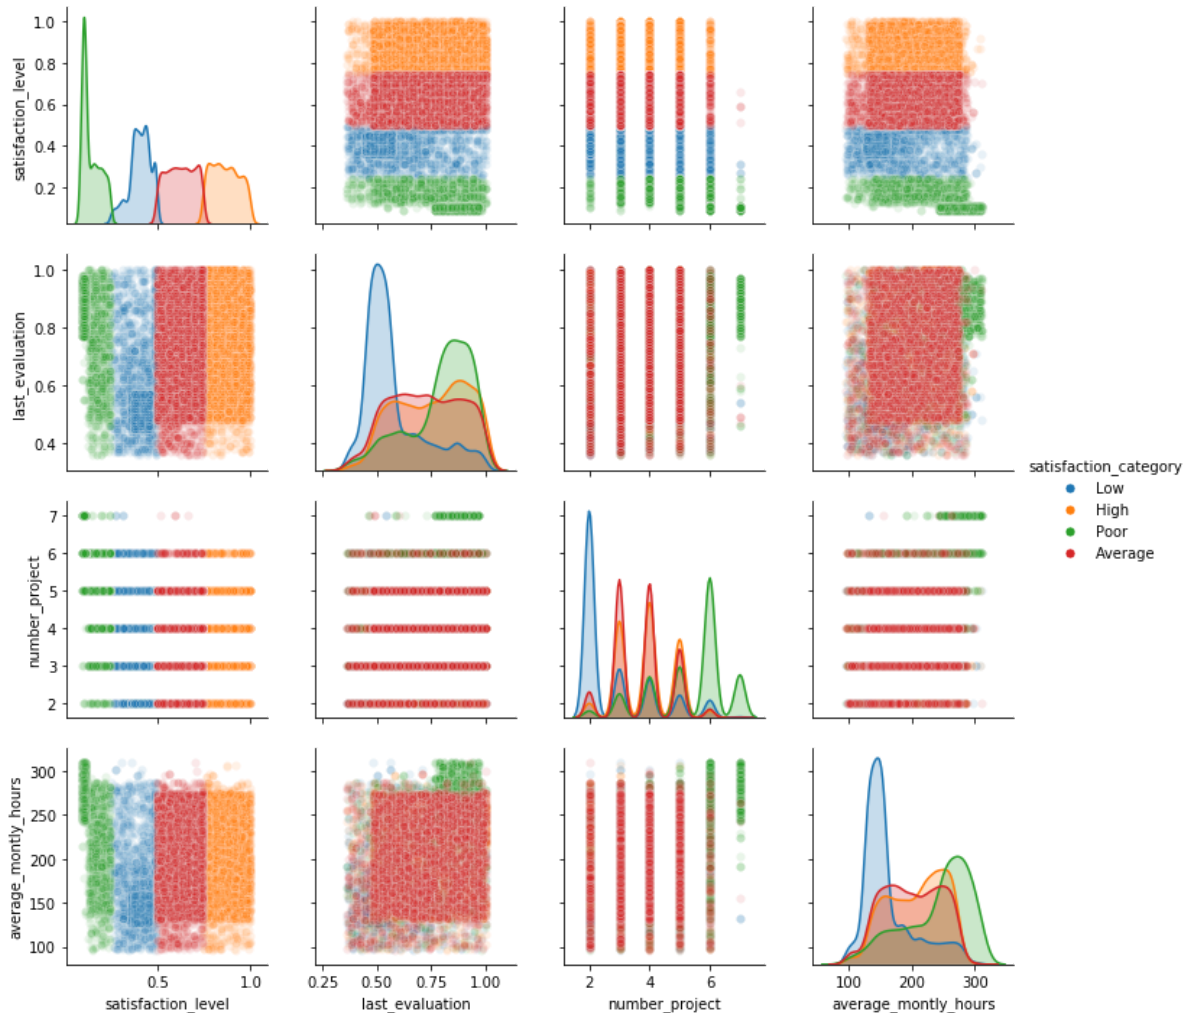 satisfaction_level
1.0
0.8
0.6
0.4
0.2
last_evaluation
1.0
0.8
0.6
0.4
number_project
7
6
5
4
3
2
average_montly_hours
300
250
200
150
100
0.5
1.0
satisfaction_level
0.25
0.50
0.75
1.00
last_evaluation
2
4
6
number_project
100
200
300
average_montly_hours
satisfaction_category
Low
High
Poor
Average